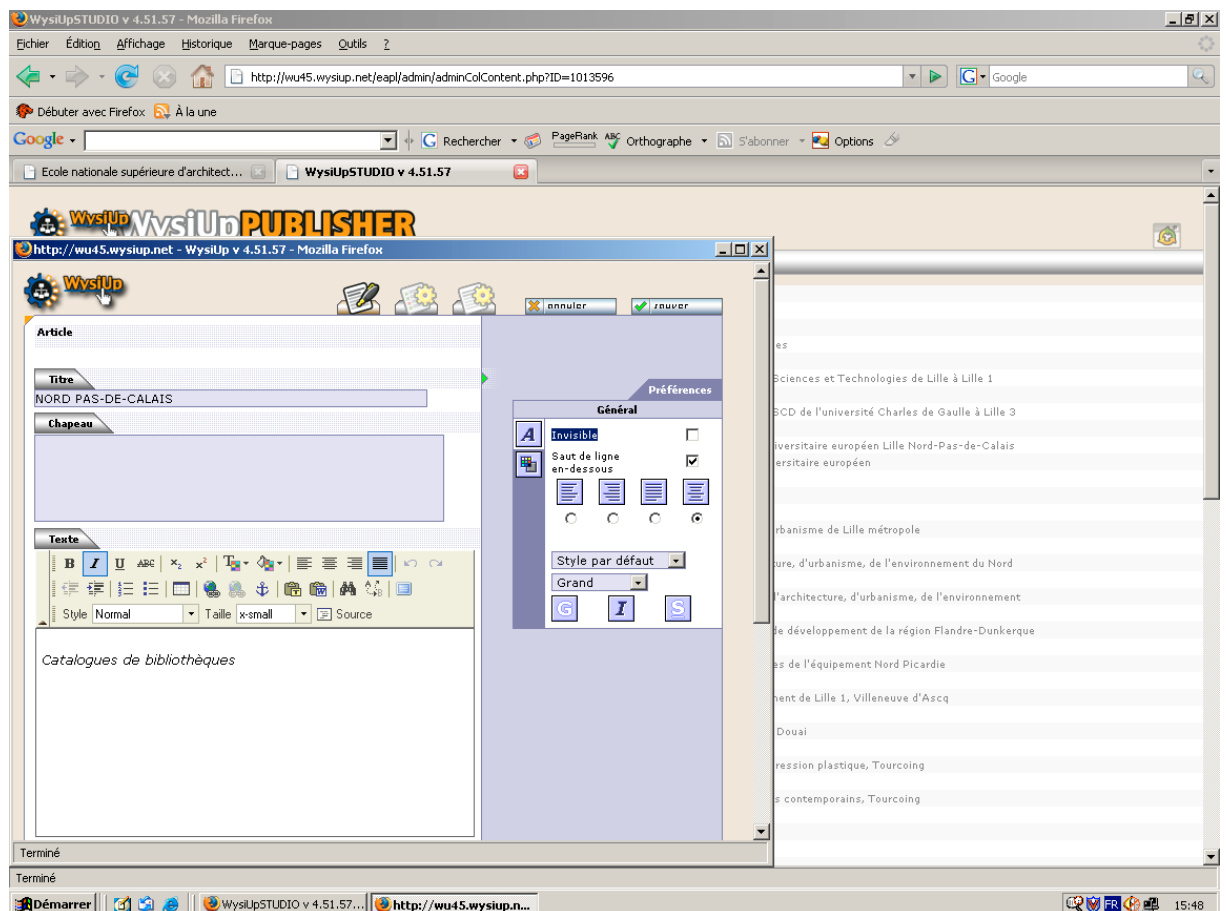 WysiUpSTUDIO v 4.51.57 - Mozilla Firefox
Fichier Édition Affichage Historique Marque-pages Outils ?
http://wu45.wysiup.net/eapl/admin/adminColContent.php?ID=1013596
G Google
Débuter avec Firefox À la une
Google G Rechercher PageRank ABC Orthographe S'abonner Options
Ecole nationale supérieure d'architect... WysiUpSTUDIO v 4.51.57
WysiUp WysiUpPUBLISHER
http://wu45.wysiup.net - WysiUp v 4.51.57 - Mozilla Firefox
WysiUp
annuler sauver
Article
Titre
NORD PAS-DE-CALAIS
Chapeau
Texte
B I U ABC x₂ x²
Style Normal Taille x-small Source
Catalogues de bibliothèques
Préférences
Général
A Invisible
Saut de ligne
en-dessous
Style par défaut
Grand
G I S
es
Sciences et Technologies de Lille à Lille 1
SCD de l'université Charles de Gaulle à Lille 3
iversitaire européen Lille Nord-Pas-de-Calais
ersitaire européen
rbanisme de Lille métropole
ture, d'urbanisme, de l'environnement du Nord
l'architecture, d'urbanisme, de l'environnement
de développement de la région Flandre-Dunkerque
es de l'équipement Nord Picardie
ment de Lille 1, Villeneuve d'Ascq
Douai
ression plastique, Tourcoing
s contemporains, Tourcoing
Terminé
Terminé
Démarrer WysiUpSTUDIO v 4.51.57... http://wu45.wysiup.n... FR 15:48